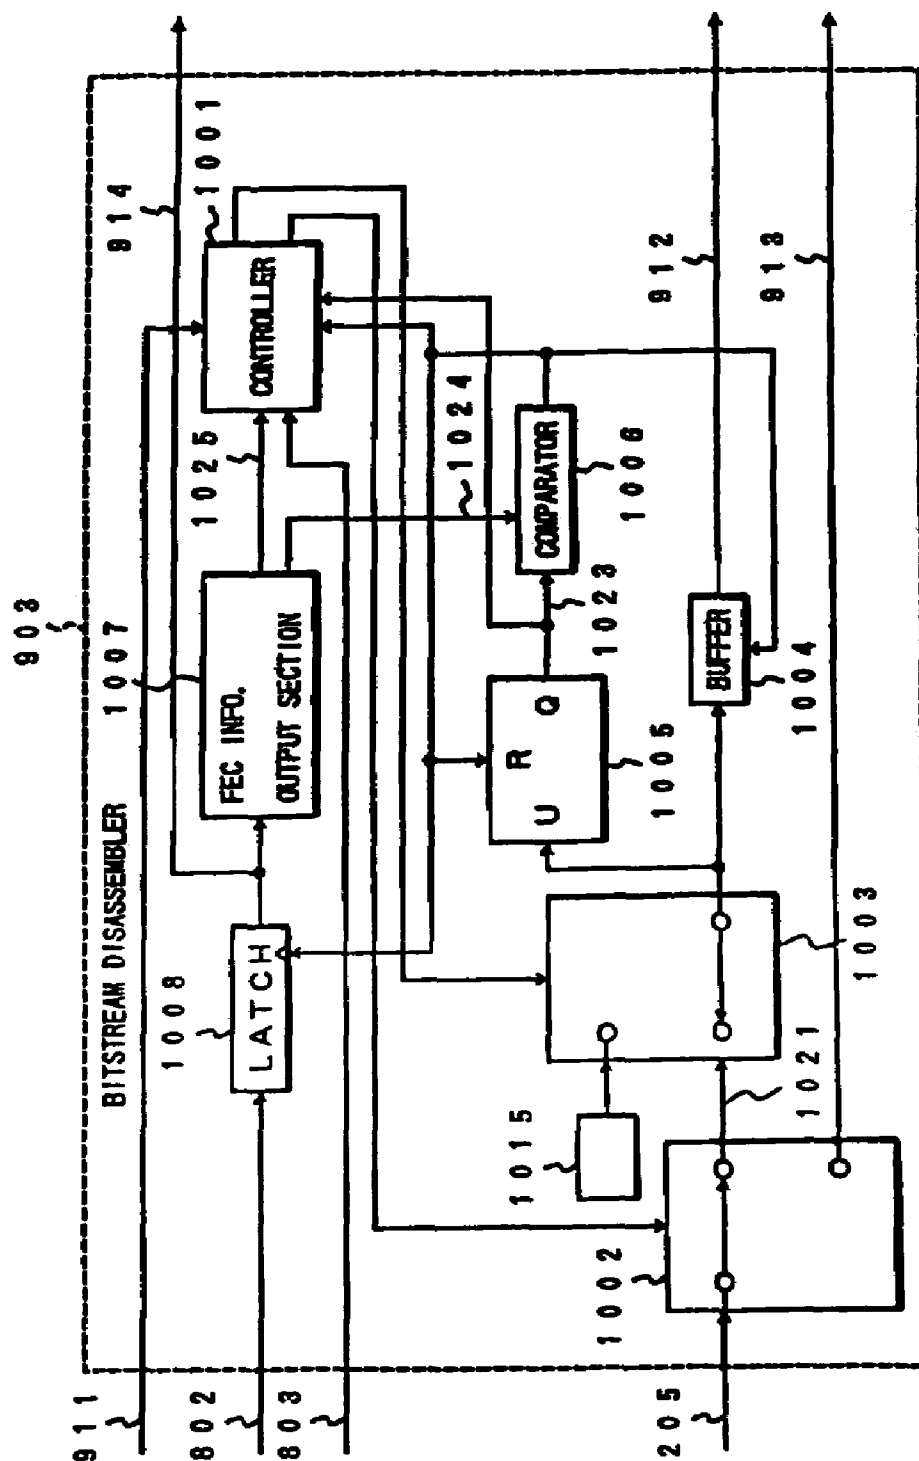 903
BITSTREAM DISASSEMBLER
911
914
1007
1001
1008
LATCH
FEC INFO.
OUTPUT SECTION
1025
CONTROLLER
802
803
1024
R
U Q
1005
1023
COMPARATOR
1006
1015
1003
BUFFER
1004
912
1002
1021
205
913